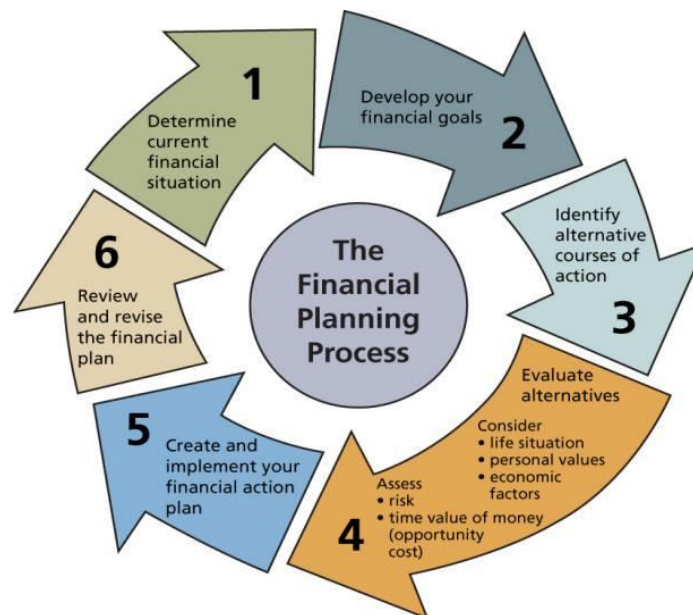 The
Financial
Planning
Process
1
Determine
current
financial
situation
Develop your
financial goals
2
Identify
alternative
courses of
action
3
Evaluate
alternatives
Consider
• life situation
• personal values
• economic
factors
Assess
• risk
• time value of money
(opportunity
cost)
4
5
Create and
implement your
financial action
plan
6
Review
and revise
the financial
plan